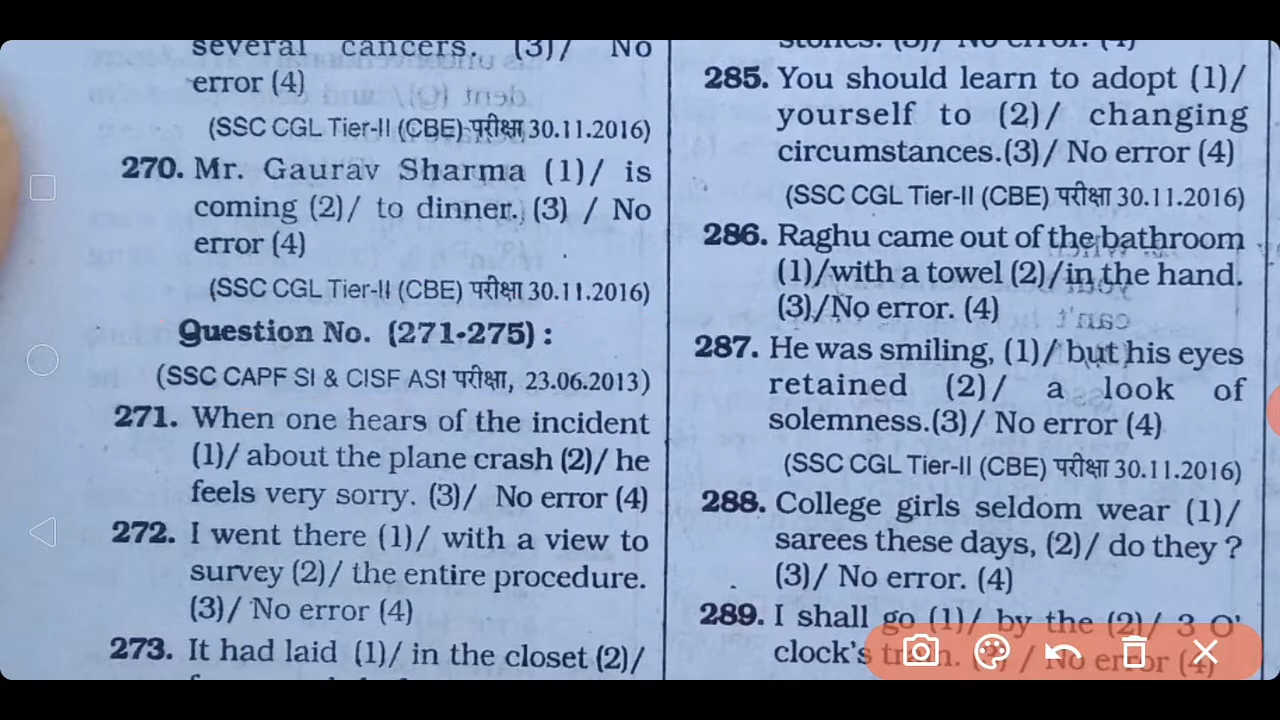 several cancers. (3)/ No
error (4)
(SSC CGL Tier-II (CBE) परीक्षा 30.11.2016)
270. Mr. Gaurav Sharma (1)/ is
coming (2)/ to dinner. (3) / No
error (4)
(SSC CGL Tier-II (CBE) परीक्षा 30.11.2016)
Question No. (271-275) :
(SSC CAPF SI & CISF ASI परीक्षा, 23.06.2013)
271. When one hears of the incident
(1)/ about the plane crash (2)/ he
feels very sorry. (3)/ No error (4)
272. I went there (1)/ with a view to
survey (2)/ the entire procedure.
(3)/ No error (4)
273. It had laid (1)/ in the closet (2)/
(3)/ No error. (4)
285. You should learn to adopt (1)/
yourself to (2)/ changing
circumstances.(3)/ No error (4)
(SSC CGL Tier-II (CBE) परीक्षा 30.11.2016)
286. Raghu came out of the bathroom
(1)/with a towel (2)/in the hand.
(3)/No error. (4)
287. He was smiling, (1)/ but his eyes
retained (2)/ a look of
solemness.(3)/ No error (4)
(SSC CGL Tier-II (CBE) परीक्षा 30.11.2016)
288. College girls seldom wear (1)/
sarees these days, (2)/ do they ?
(3)/ No error. (4)
289. I shall go (1)/ by the (2)/ 3 O'
clock's train. (3) / No error (4)